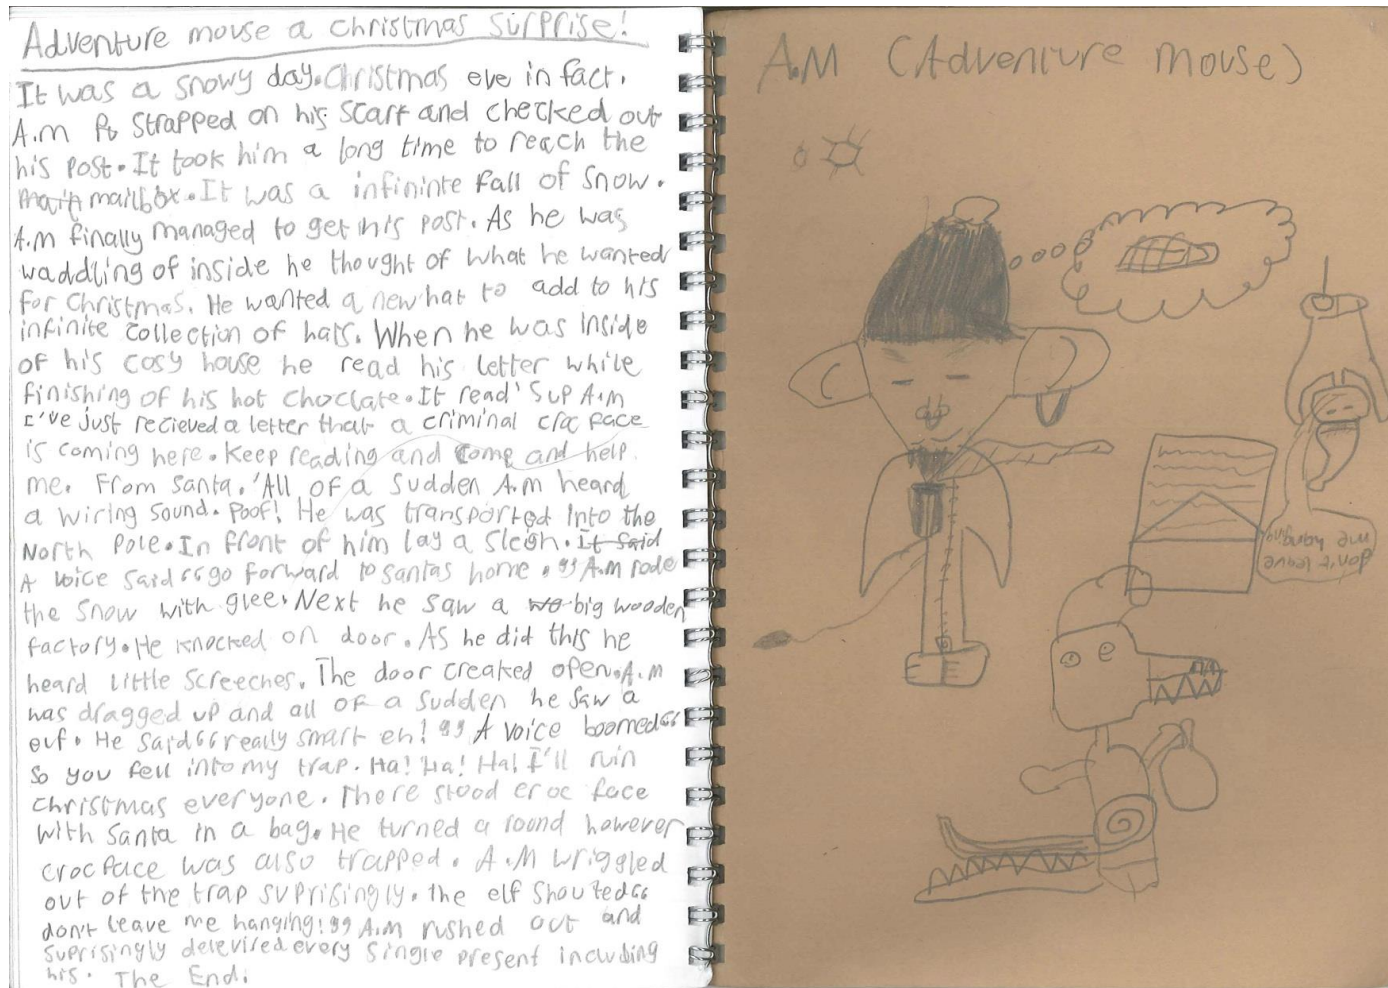 Adventure mouse a christmas surprise!
It was a snowy day. Christmas eve in fact.
A.m strapped on his scarf and checked out
his post. It took him a long time to reach the
mailbox. It was a infininte fall of snow.
A.m finally managed to get his post. As he was
waddling of inside he thought of what he wanted
for Christmas. He wanted a new hat to add to his
infinite collection of hats. When he was inside
of his cosy house he read his letter while
finishing of his hot choclate. It read' Sup A.m
I've just recieved a letter that a criminal croc face
is coming here. Keep reading and come and help
me. From Santa.' All of a sudden A.m heard
a wiring sound. Poof! He was transported into the
North Pole. In front of him lay a sleigh. It said
A voice said “go forward to santas home.” A.m rode
the snow with glee. Next he saw a wo big wooden
factory. He knocked on door. As he did this he
heard little screeches. The door creaked open. A.m
was dragged up and all of a sudden he saw a
elf. He said “really smart eh!” A voice boomed “
so you fell into my trap. Ha! Ha! Ha! I'll ruin
christmas everyone. There stood croc face
with Santa in a bag. He turned a round however
crocface was also trapped. A.M wriggled
out of the trap suprisingly. The elf shouted “
don't leave me hanging!” A.m rushed out and
suprisingly delevired every single present including
his. The End.
A.M (Adventure mouse)
don't leave
me hanging